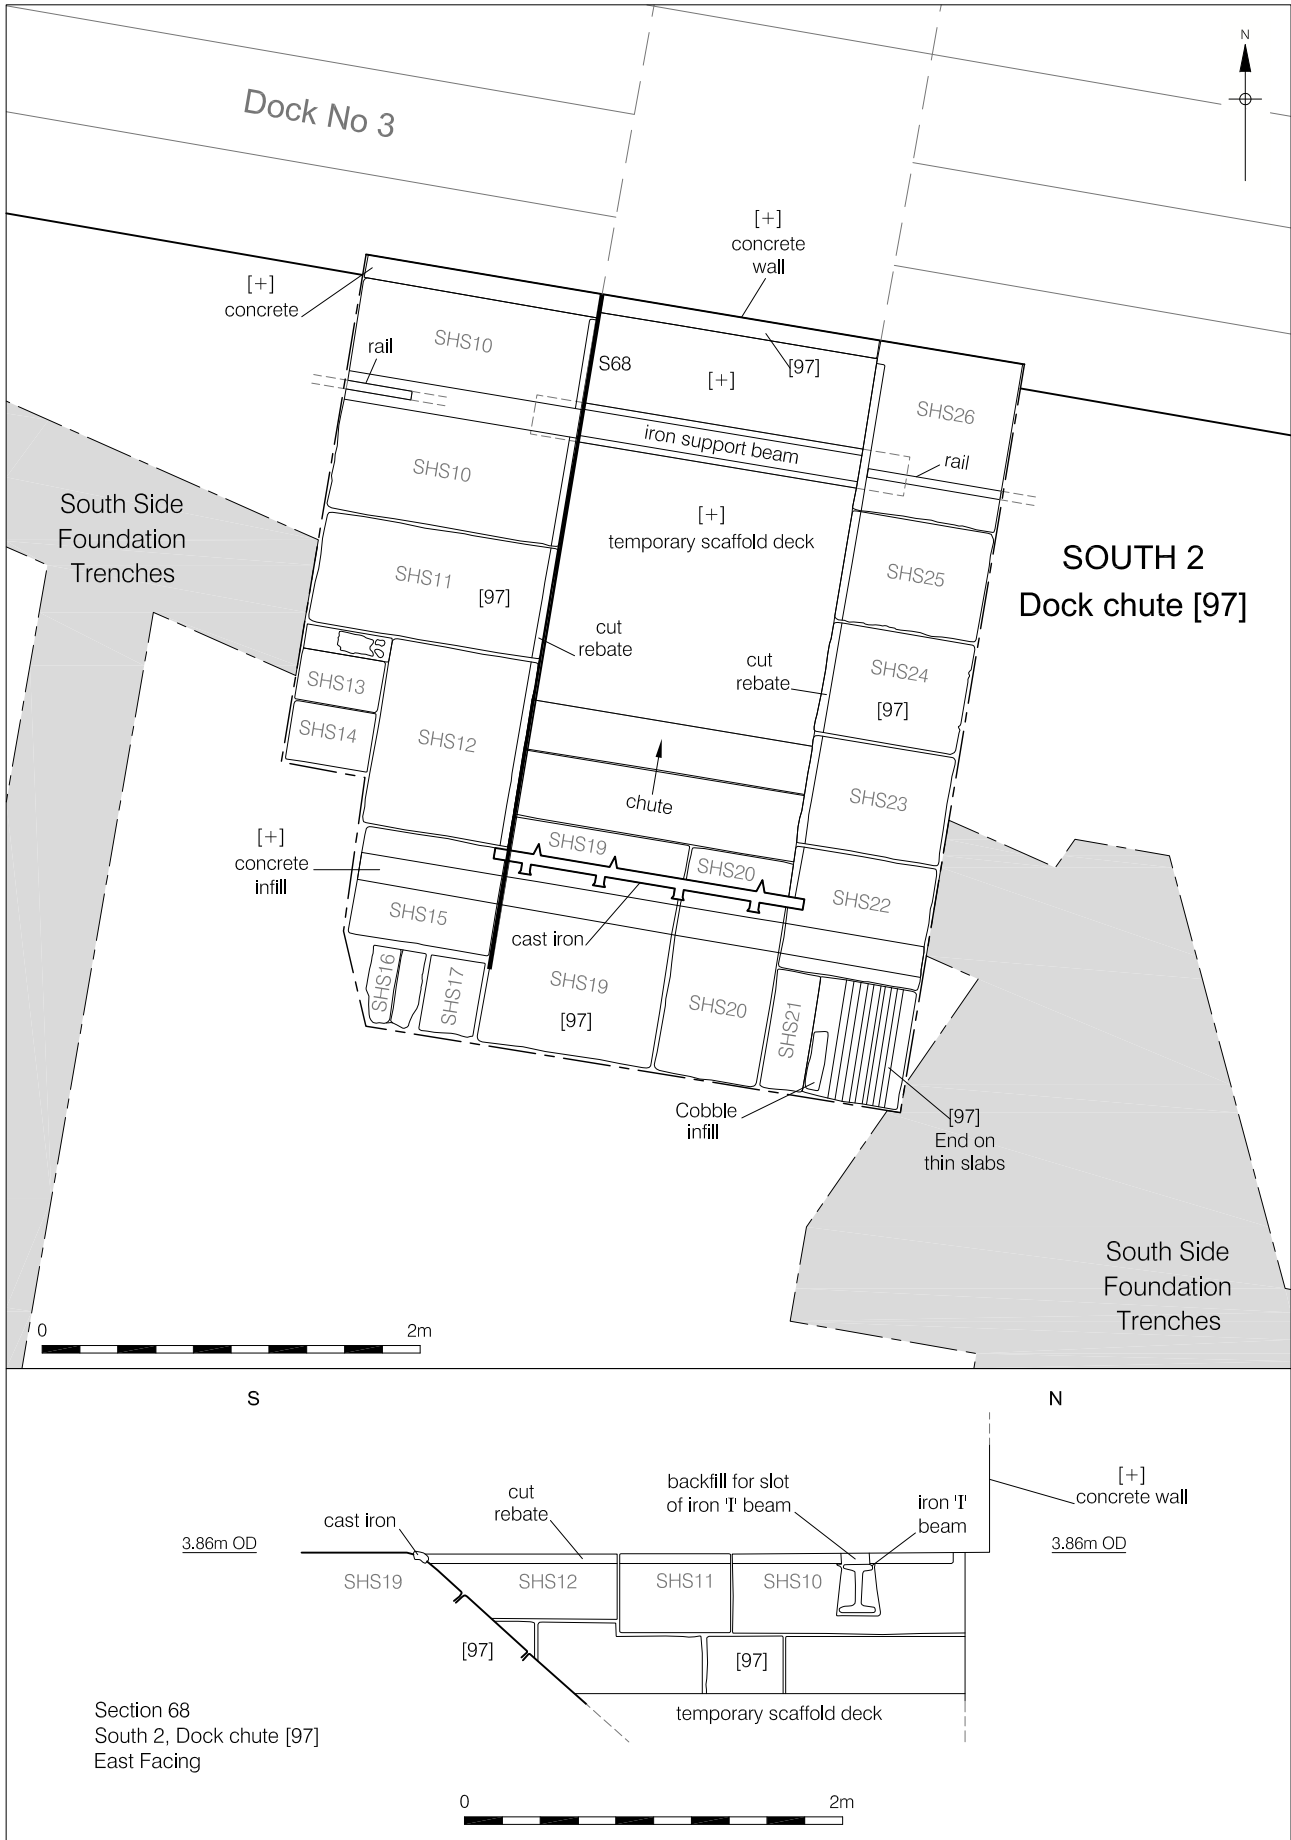 N
Dock No 3
[+]
concrete
wall
[+]
concrete
SHS10
rail
S68
[+]
[97]
SHS26
iron support beam
rail
SHS10
South Side
Foundation
Trenches
[+]
temporary scaffold deck
SOUTH 2
Dock chute [97]
SHS11
[97]
SHS25
cut
rebate
cut
rebate
SHS24
[97]
SHS13
SHS14
SHS12
chute
SHS23
[+]
concrete
infill
SHS19
SHS20
SHS22
SHS15
cast iron
SHS16
SHS17
SHS19
[97]
SHS20
SHS21
Cobble
infill
[97]
End on
thin slabs
South Side
Foundation
Trenches
0 2m
S
N
backfill for slot
of iron 'I' beam
[+]
concrete wall
cut
rebate
iron 'I'
beam
cast iron
3.86m OD
3.86m OD
SHS19
SHS12
SHS11
SHS10
[97]
[97]
temporary scaffold deck
Section 68
South 2, Dock chute [97]
East Facing
0 2m